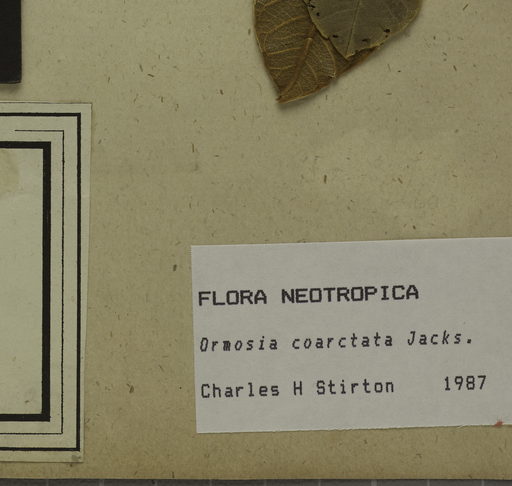 FLORA NEOTROPICA
Ormosia coarctata Jacks.
Charles H Stirton 1987